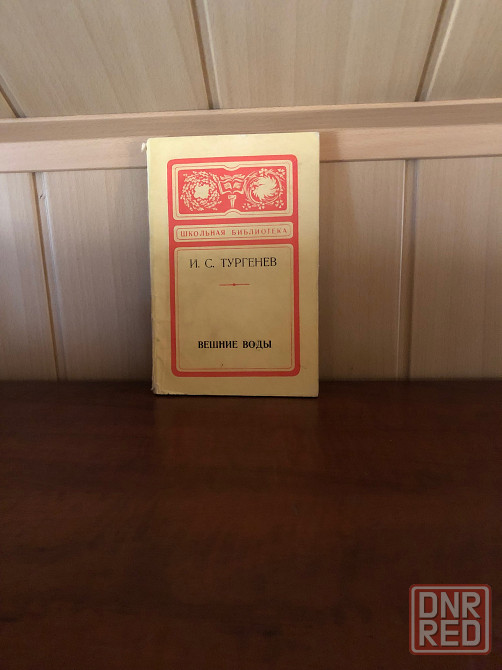 ШКОЛЬНАЯ БИБЛИОТЕКА
И. С. ТУРГЕНЕВ
ВЕШНИЕ ВОДЫ
DNR
RED